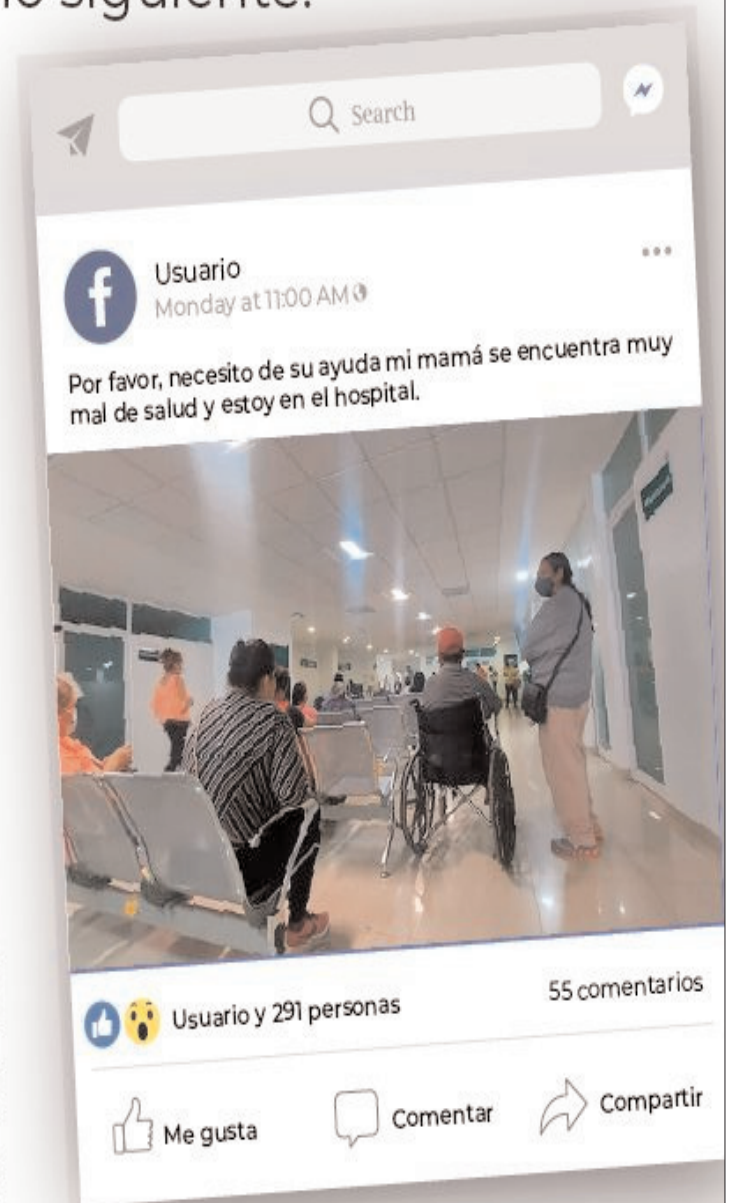 lo siguiente:
Search
Usuario
Monday at 11:00 AM
Por favor, necesito de su ayuda mi mamá se encuentra muy
mal de salud y estoy en el hospital.
Usuario y 291 personas
55 comentarios
Me gusta
Comentar
Compartir